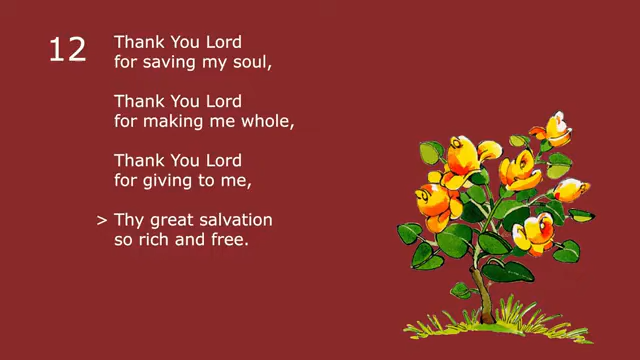 12
Thank You Lord
for saving my soul,
Thank You Lord
for making me whole,
Thank You Lord
for giving to me,
> Thy great salvation
so rich and free.